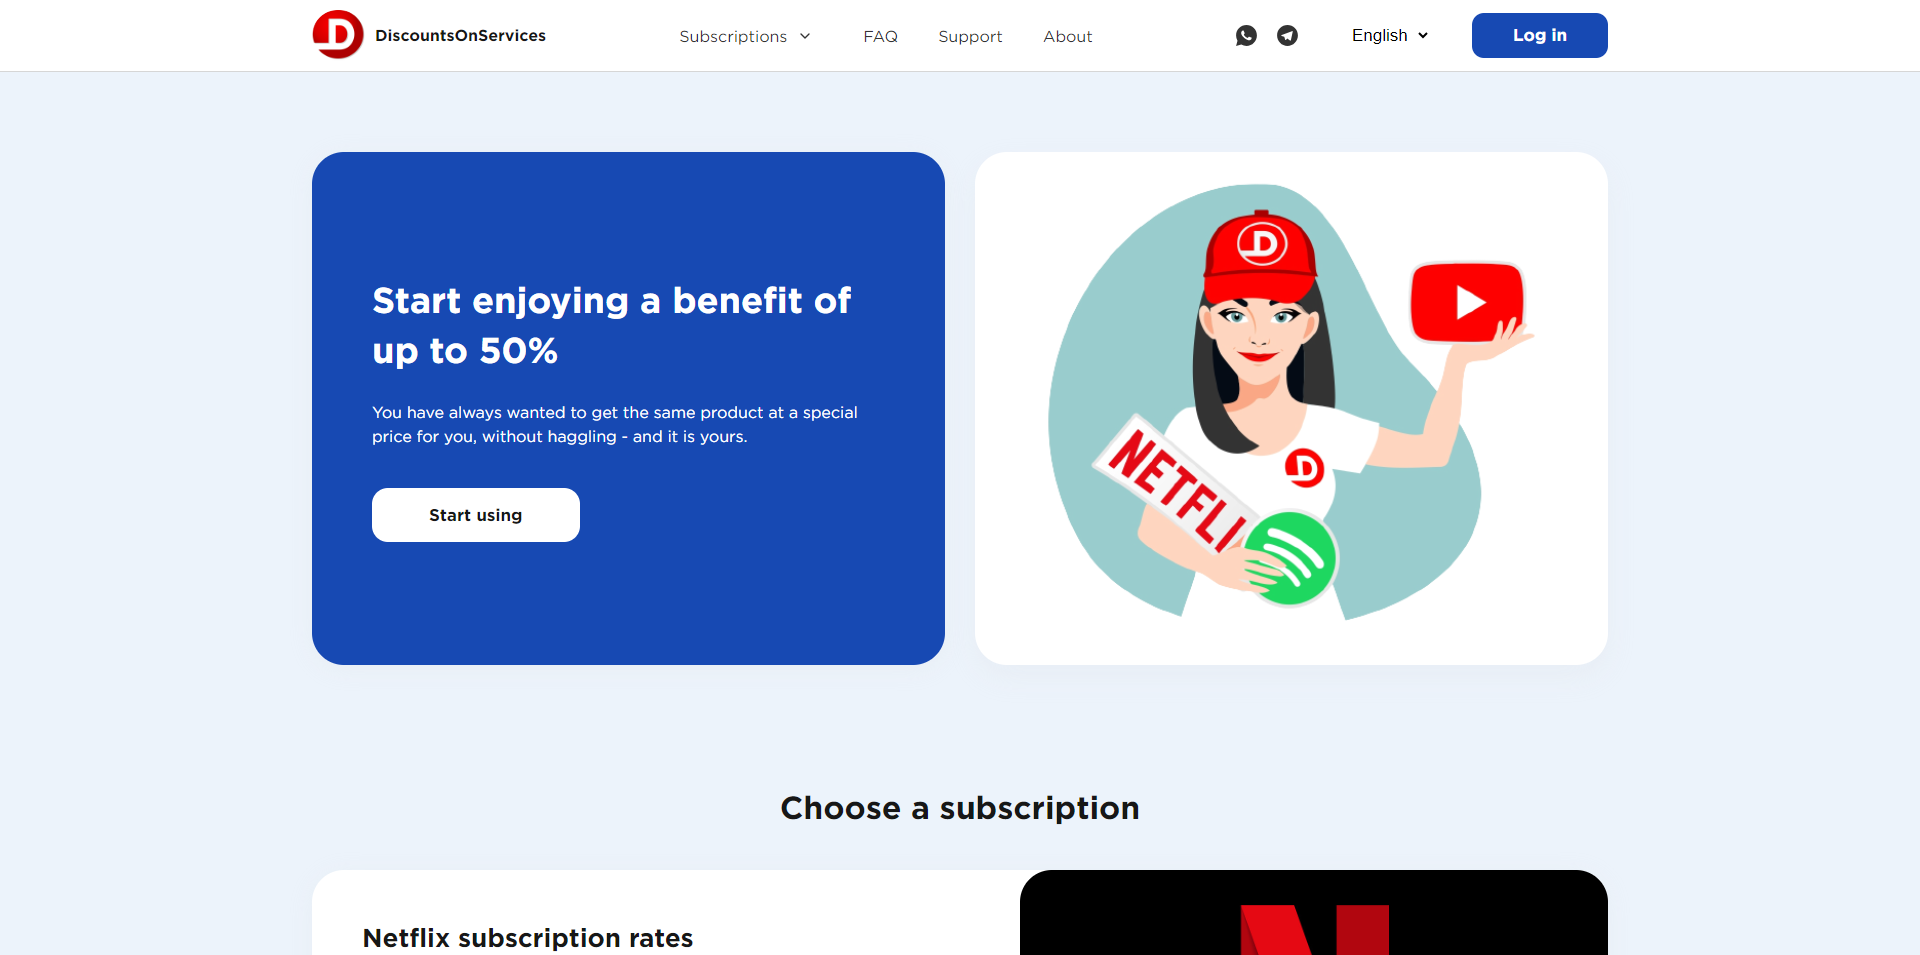 DiscountsOnServices
Subscriptions
FAQ
Support
About
English
Log in
Start enjoying a benefit of
up to 50%
You have always wanted to get the same product at a special
price for you, without haggling - and it is yours.
Start using
D
D
NETFLI
Choose a subscription
Netflix subscription rates